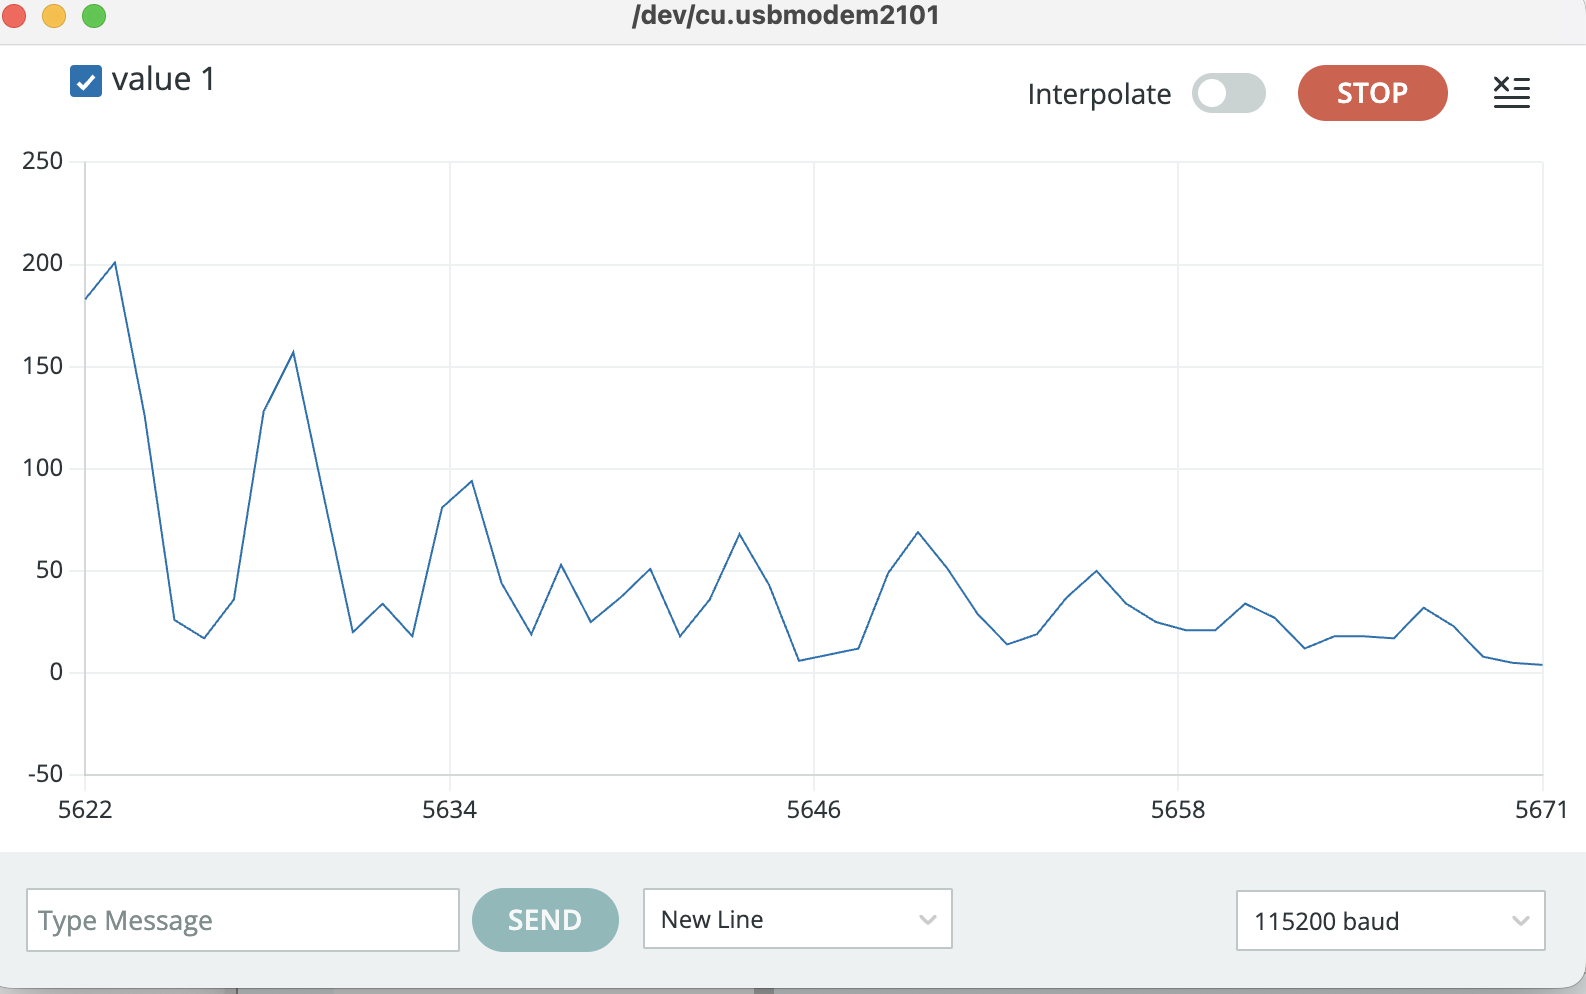 /dev/cu.usbmodem2101
value 1
Interpolate
STOP
250
200
150
100
50
0
-50
5622 5634 5646 5658 5671
Type Message
SEND
New Line
115200 baud